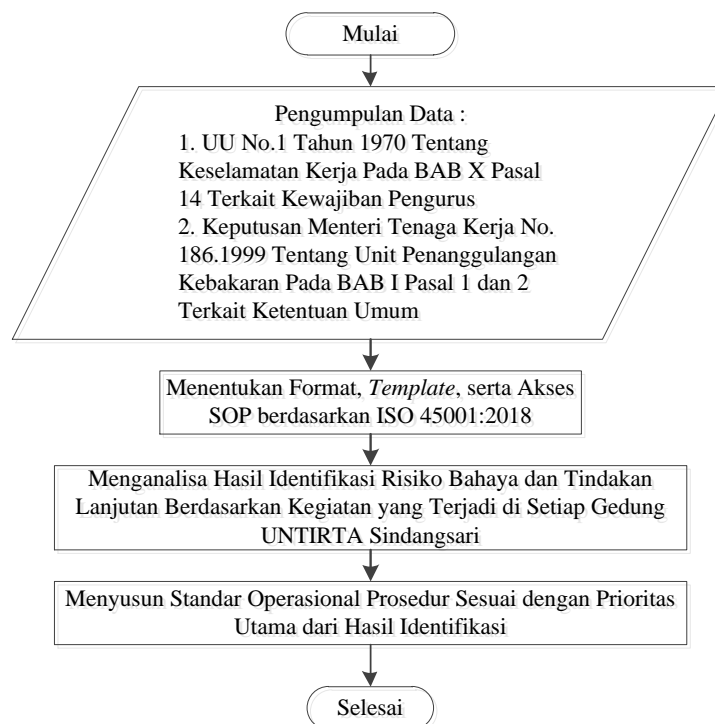 Mulai
Pengumpulan Data :
1. UU No.1 Tahun 1970 Tentang
Keselamatan Kerja Pada BAB X Pasal
14 Terkait Kewajiban Pengurus
2. Keputusan Menteri Tenaga Kerja No.
186.1999 Tentang Unit Penanggulangan
Kebakaran Pada BAB I Pasal 1 dan 2
Terkait Ketentuan Umum
Menentukan Format, Template, serta Akses
SOP berdasarkan ISO 45001:2018
Menganalisa Hasil Identifikasi Risiko Bahaya dan Tindakan
Lanjutan Berdasarkan Kegiatan yang Terjadi di Setiap Gedung
UNTIRTA Sindangsari
Menyusun Standar Operasional Prosedur Sesuai dengan Prioritas
Utama dari Hasil Identifikasi
Selesai